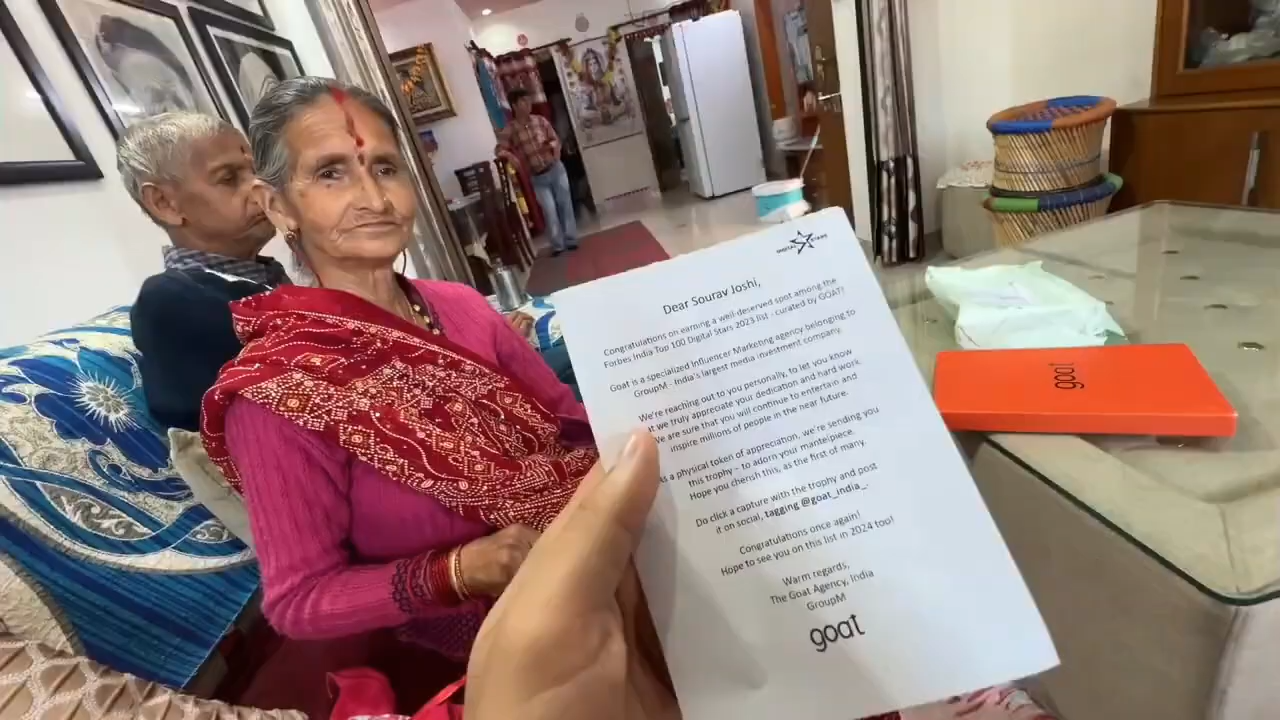 DIGITAL STARS
Dear Sourav Joshi,
Congratulations on earning a well-deserved spot among the
Forbes India Top 100 Digital Stars 2023 list - curated by GOAT!
Goat is a specialized Influencer Marketing agency belonging to
GroupM - India's largest media investment company.
We're reaching out to you personally, to let you know
at we truly appreciate your dedication and hard work.
We are sure that you will continue to entertain and
inspire millions of people in the near future.
As a physical token of appreciation, we're sending you
this trophy – to adorn your mantelpiece.
Hope you cherish this, as the first of many.
Do click a capture with the trophy and post
it on social, tagging @goat_india_.
Congratulations once again!
Hope to see you on this list in 2024 too!
Warm regards,
The Goat Agency, India
GroupM
goat
goat